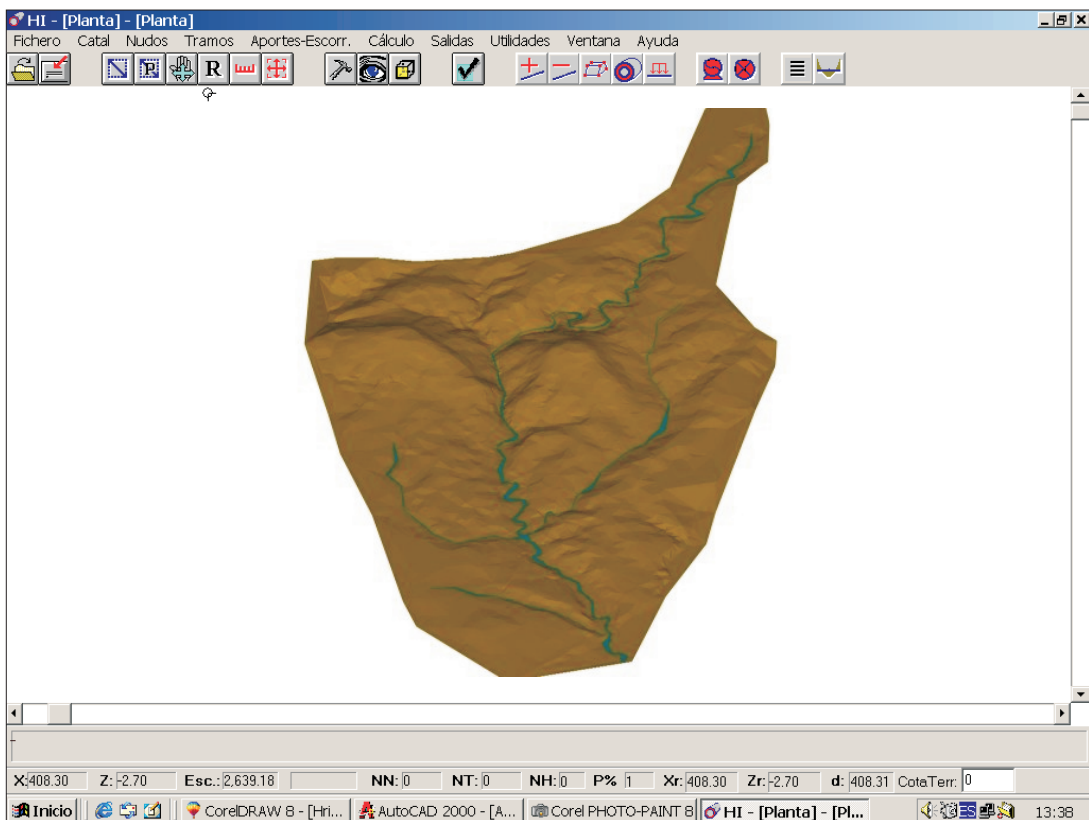 HI - [Planta] - [Planta]
Fichero Catal Nudos Tramos Aportes-Escorr. Cálculo Salidas Utilidades Ventana Ayuda
R R
X: 408.30 Z: -2.70 Esc.: 2,639.18 NN: 0 NT: 0 NH: 0 P% 1 Xr: 408.30 Zr: -2.70 d: 408.31 CotaTerr: 0
Inicio CorelDRAW 8 - [Hri... AutoCAD 2000 - [A... Corel PHOTO-PAINT 8 HI - [Planta] - [Pl... ES 13:38